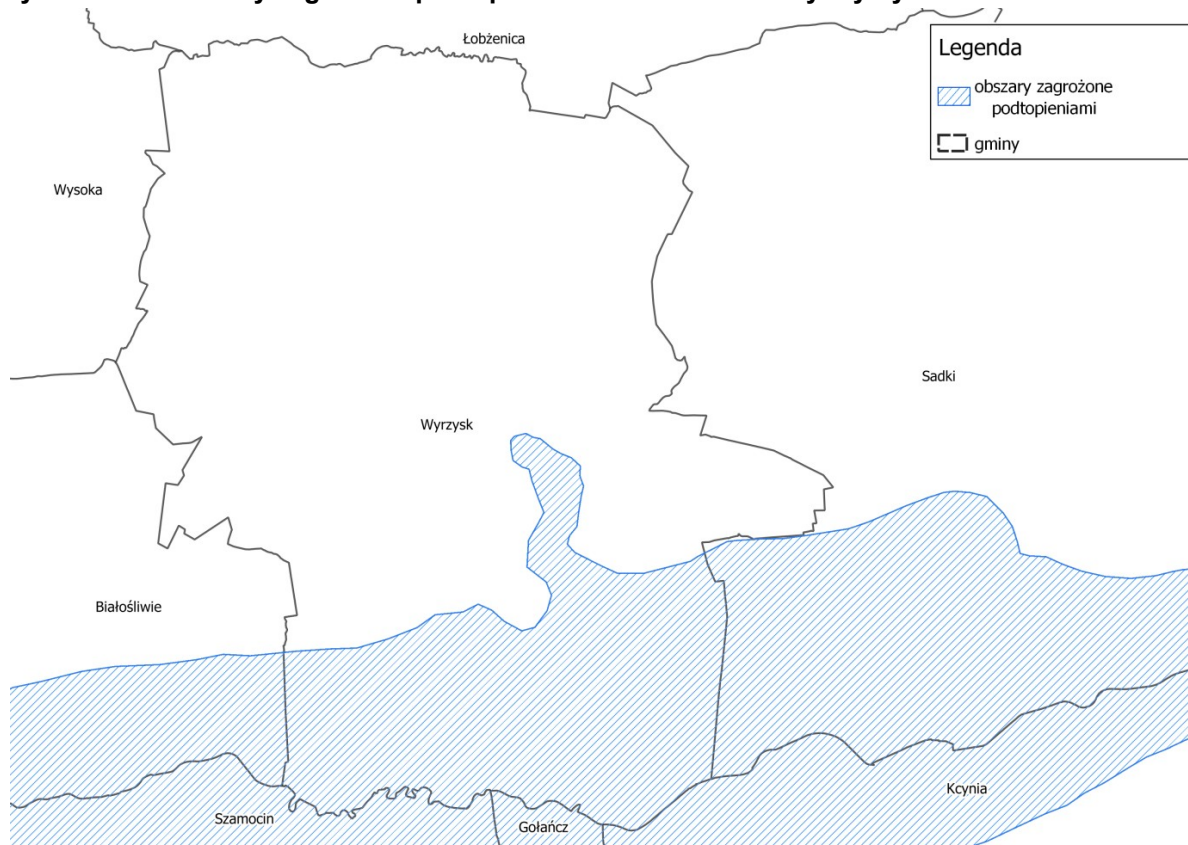 Łobżenica
Legenda
obszary zagrożone
podtopieniami
gminy
Wysoka
Sadki
Wyrzysk
Białośliwie
Kcynia
Szamocin
Gołańcz